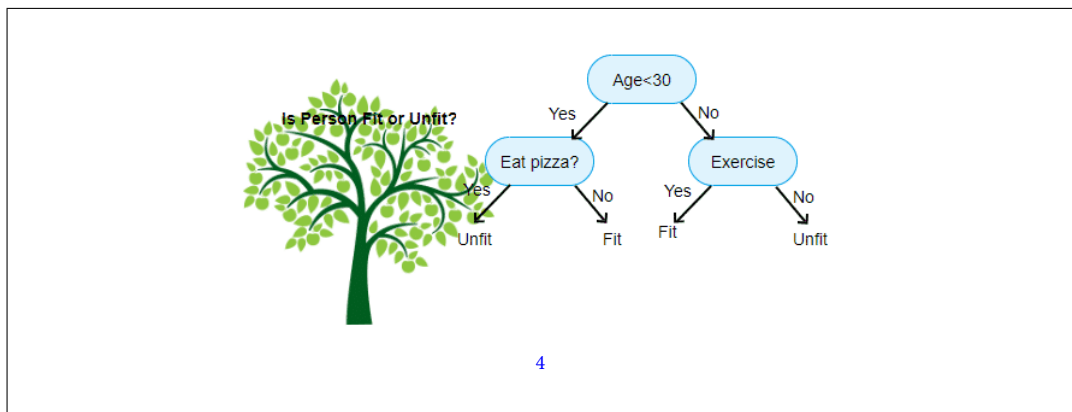 Age<30
Is Person Fit or Unfit?
Yes
No
Eat pizza?
Exercise
Yes
No
Yes
No
Unfit
Fit
Fit
Unfit
4